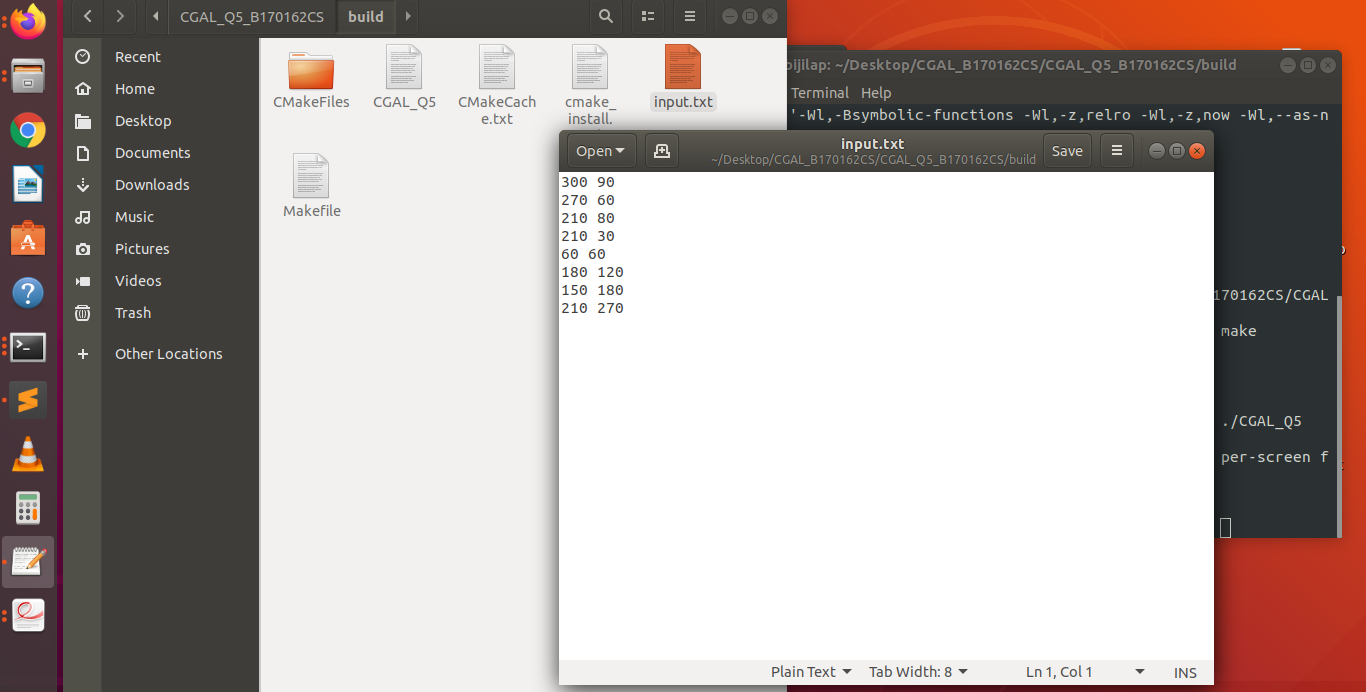 CGAL_Q5_B170162CS build
Recent
Home
Desktop
Documents
Downloads
Music
Pictures
Videos
Trash
+ Other Locations
CMakeFiles
CGAL_Q5
CMakeCach
e.txt
cmake_
install.
input.txt
Makefile
: ~/Desktop/CGAL_B170162CS/CGAL_Q5_B170162CS/build
Terminal Help
'-Wl,-Bsymbolic-functions -Wl,-z,relro -Wl,-z,now -Wl,--as-n
170162CS/CGAL
make
./CGAL_Q5
per-screen f
Open
input.txt
~/Desktop/CGAL_B170162CS/CGAL_Q5_B170162CS/build
Save
300 90
270 60
210 80
210 30
60 60
180 120
150 180
210 270
Plain Text Tab Width: 8 Ln 1, Col 1 INS